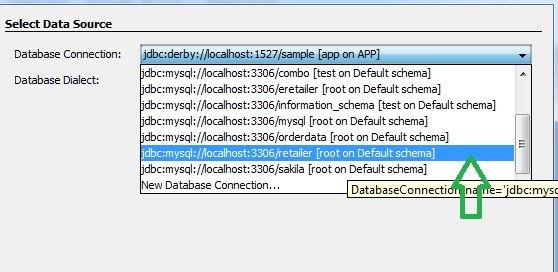 Select Data Source
Database Connection: jdbc:derby://localhost:1527/sample [app on APP]
Database Dialect:
jdbc:mysql://localhost:3306/combo [test on Default schema]
jdbc:mysql://localhost:3306/eretailer [root on Default schema]
jdbc:mysql://localhost:3306/information_schema [test on Default schema]
jdbc:mysql://localhost:3306/mysql [root on Default schema]
jdbc:mysql://localhost:3306/orderdata [root on Default schema]
jdbc:mysql://localhost:3306/retailer [root on Default schema]
jdbc:mysql://localhost:3306/sakila [root on Default schema]
New Database Connection...
DatabaseConnection name='jdbc:mysq